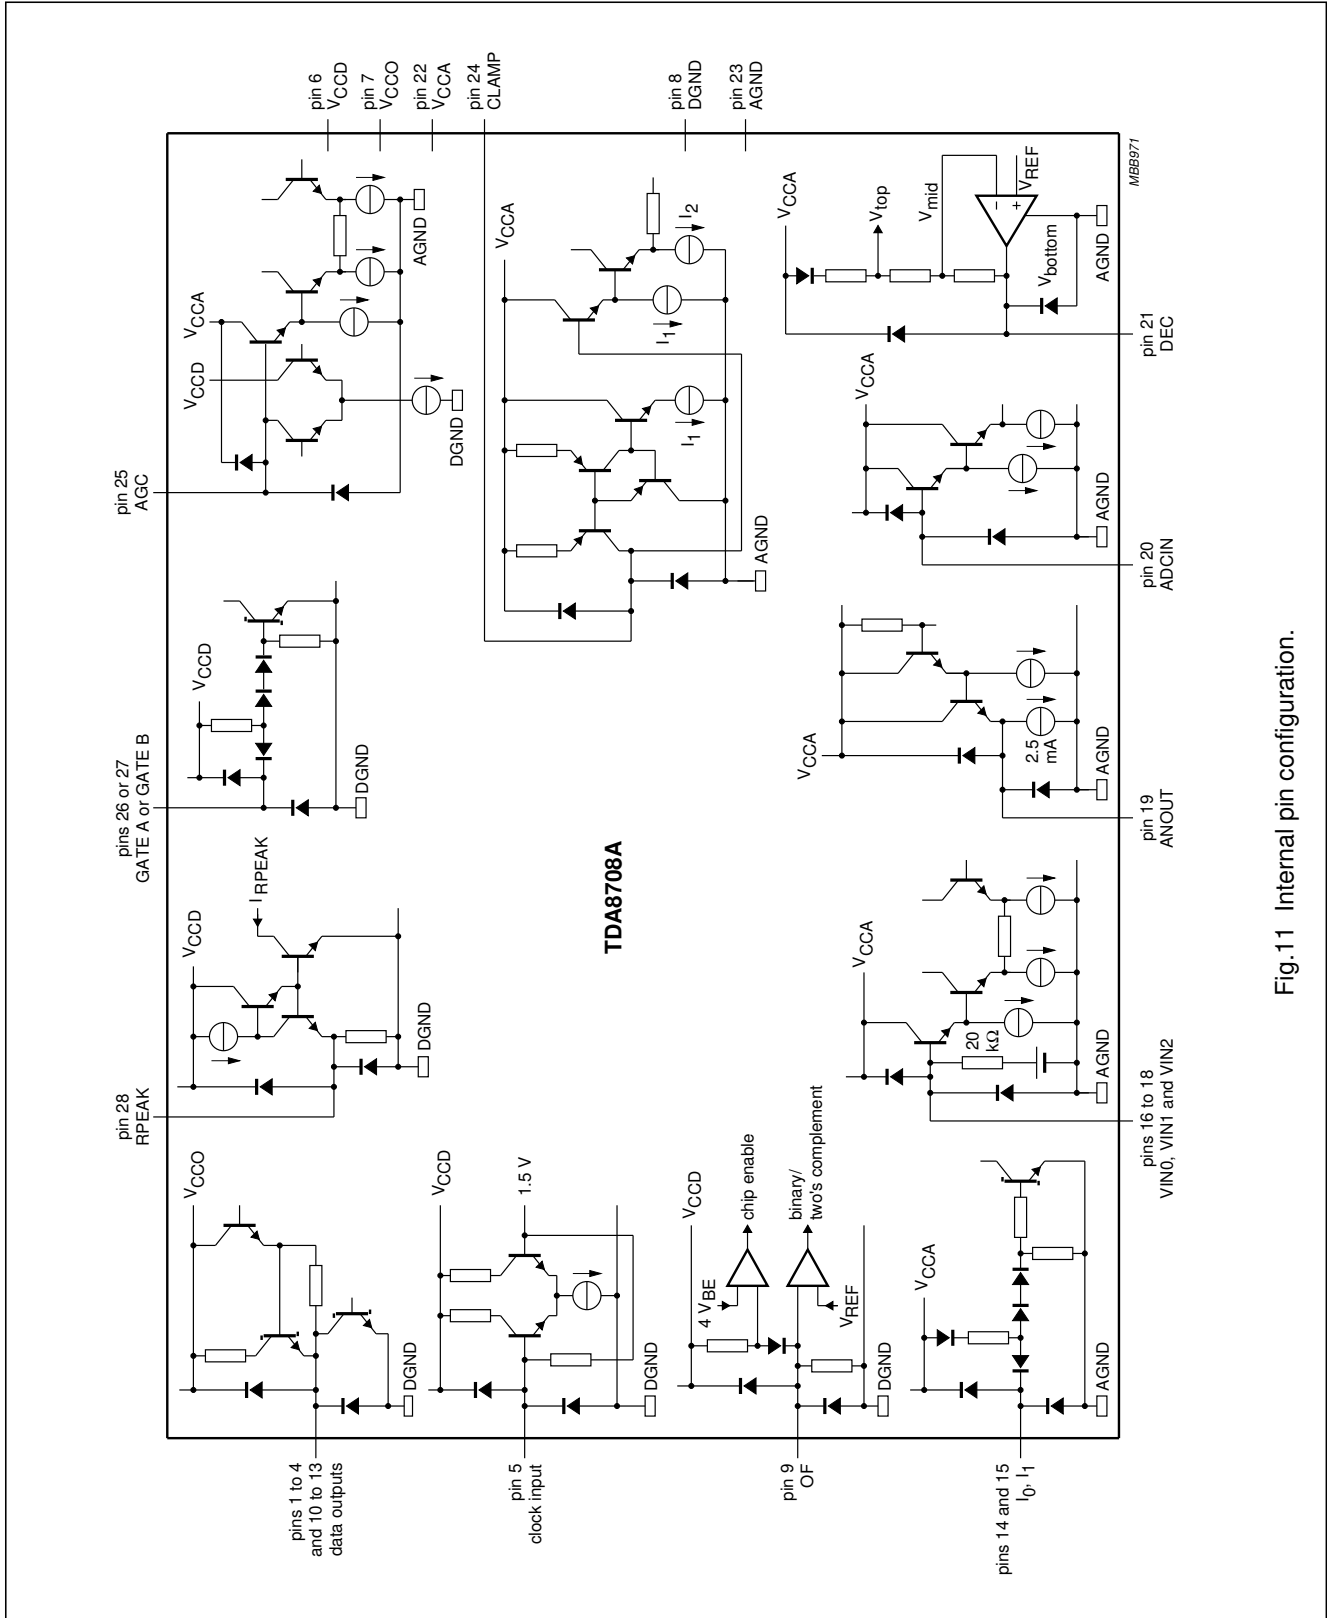 pins 1 to 4
and 10 to 13
data outputs
VCCO
DGND
pin 5
clock input
VCCD
1.5 V
DGND
pin 9
OF
VCCD
4 VBE
chip enable
binary/
two's complement
VREF
DGND
pins 14 and 15
I0, I1
VCCA
AGND
pin 28
RPEAK
VCCD
IRPEAK
DGND
pins 26 or 27
GATE A or GATE B
VCCD
DGND
pin 25
AGC
VCCD
VCCA
DGND
AGND
TDA8708A
VCCA
I1
I1
I2
AGND
pin 6
VCCD
pin 7
VCCO
pin 22
VCCA
pin 24
CLAMP
pin 8
DGND
pin 23
AGND
VCCA
20
kΩ
AGND
pins 16 to 18
VIN0, VIN1 and VIN2
VCCA
2.5
mA
AGND
pin 19
ANOUT
VCCA
AGND
pin 20
ADCIN
VCCA
Vtop
Vmid
VREF
Vbottom
AGND
pin 21
DEC
MBB971
Fig.11 Internal pin configuration.